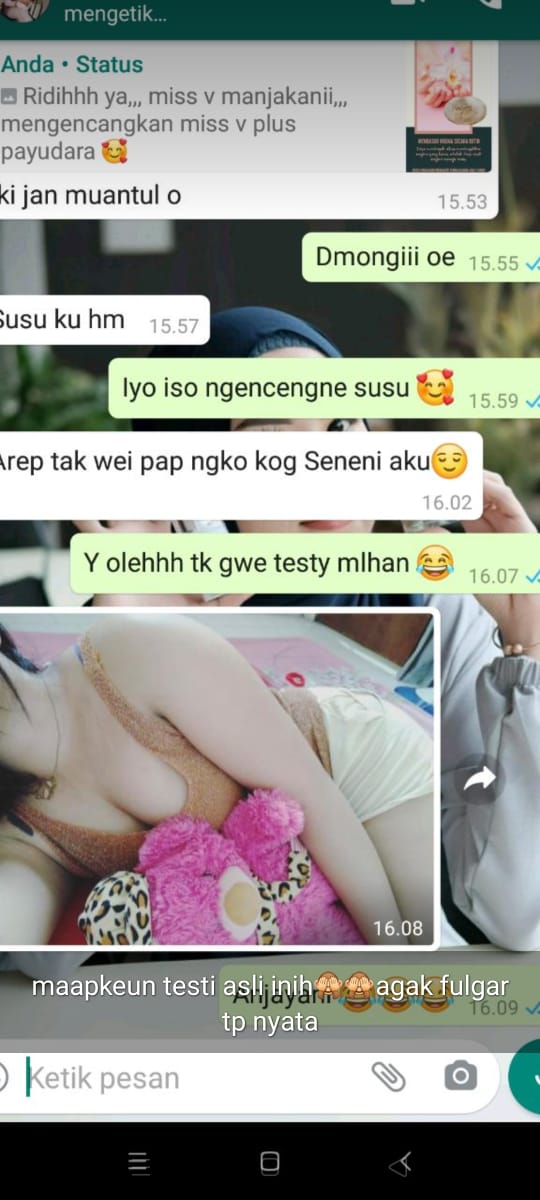 mengetik...
Anda • Status
Ridihhh ya,,, miss v manjakanii,,,
mengencangkan miss v plus
payudara 🥰
ki jan muantul o
15.53
Dmongiii oe 15.55
Susu ku hm 15.57
Iyo iso ngencengne susu 🥰 15.59
Arep tak wei pap ngko kog Seneni aku😌
16.02
Y olehhh tk gwe testy mlhan 😂 16.07
16.08
maapkeun testi asli inih🙈🙈agak fulgar
tp nyata
16.09
Ketik pesan